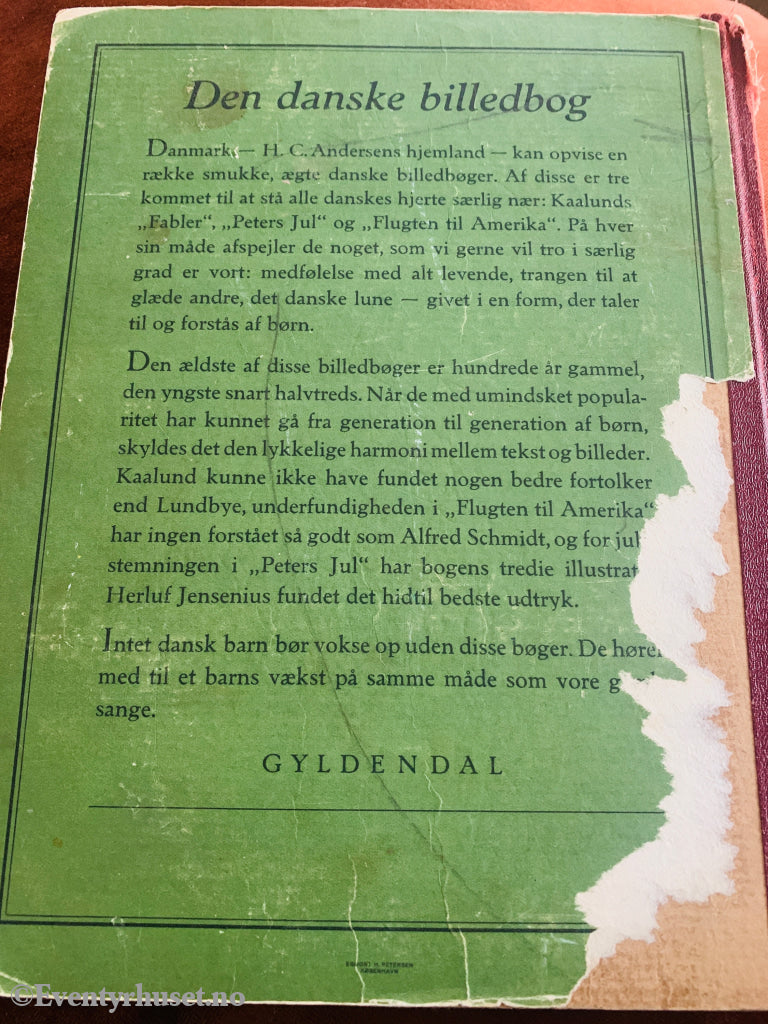 Den danske billedbog
Danmark — H. C. Andersens hjemland — kan opvise en
række smukke, ægte danske billedbøger. Af disse er tre
kommet til at stå alle danskes hjerte særlig nær: Kaalunds
„Fabler“, „Peters Jul“ og „Flugten til Amerika“. På hver
sin måde afspejler de noget, som vi gerne vil tro i særlig
grad er vort: medfølelse med alt levende, trangen til at
glæde andre, det danske lune — givet i en form, der taler
til og forstås af børn.
Den ældste af disse billedbøger er hundrede år gammel,
den yngste snart halvtreds. Når de med umindsket popula-
ritet har kunnet gå fra generation til generation af børn,
skyldes det den lykkelige harmoni mellem tekst og billeder.
Kaalund kunne ikke have fundet nogen bedre fortolker
end Lundbye, underfundigheden i „Flugten til Amerika“
har ingen forstået så godt som Alfred Schmidt, og for jul
stemningen i „Peters Jul“ har bogens tredie illustrat
Herluf Jensenius fundet det hidtil bedste udtryk.
Intet dansk barn bør vokse op uden disse bøger. De hører
med til et barns vækst på samme måde som vore g
sange.
GYLDENDAL
EGMONT H. PETERSEN
KØBENHAVN
©Eventyrhuset.no